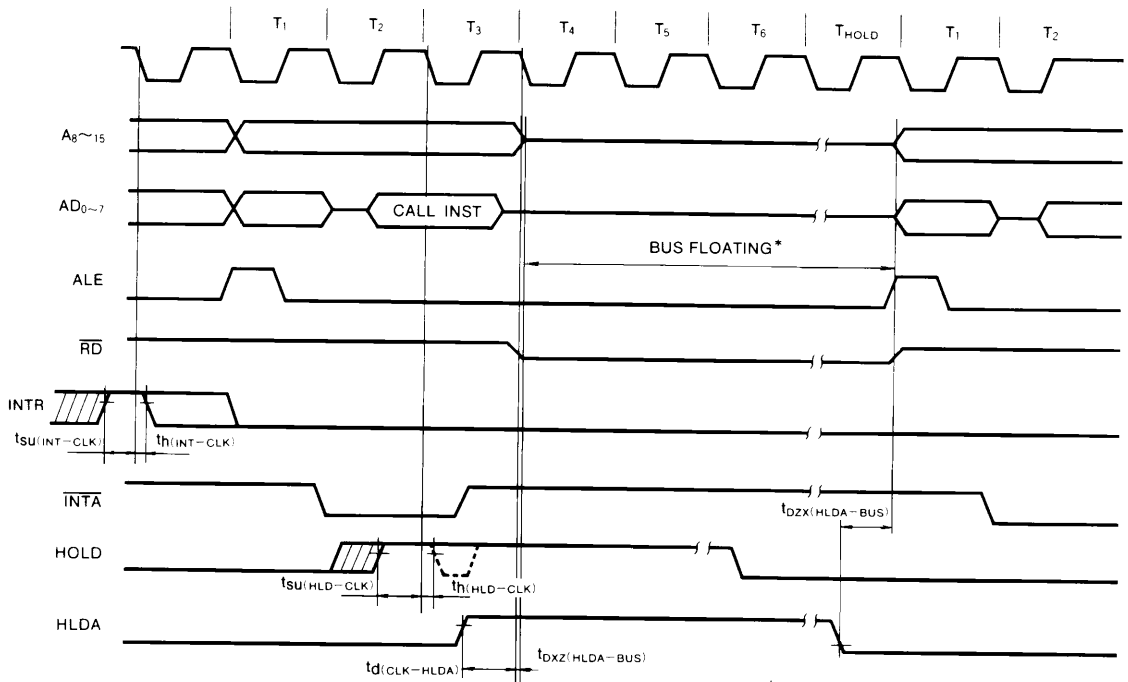 T1 T2 T3 T4 T5 T6 THOLD T1 T2
A8~15
AD0~7
CALL INST
BUS FLOATING*
ALE
RD
INTR
tSU(INT-CLK)
th(INT-CLK)
INTA
tDZX(HLDA-BUS)
HOLD
tSU(HLD-CLK)
th(HLD-CLK)
HLDA
td(CLK-HLDA)
tDXZ(HLDA-BUS)